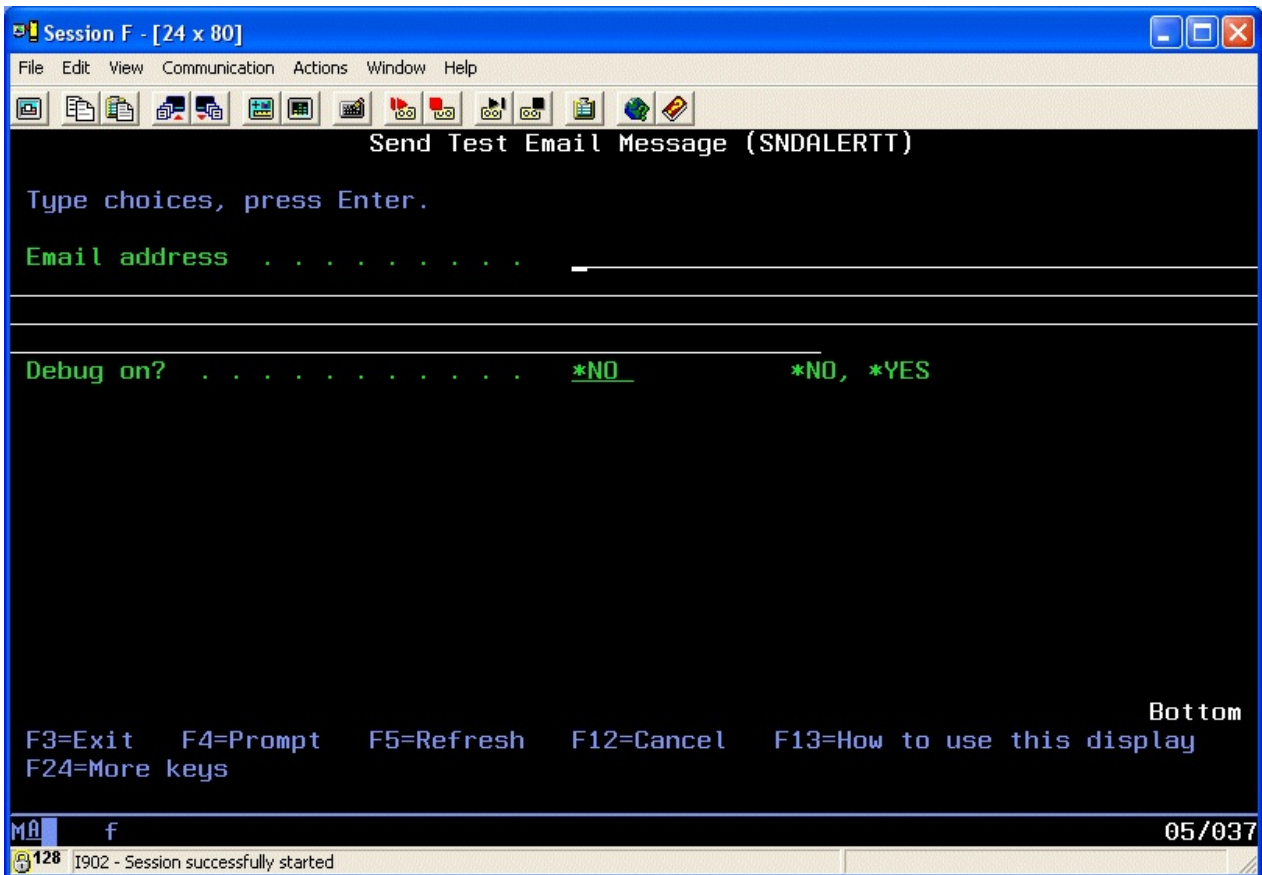 Session F - [24 x 80]
File Edit View Communication Actions Window Help
Send Test Email Message (SNDALERTT)
Type choices, press Enter.
Email address . . . . . . . . .
Debug on? . . . . . . . . . . . *NO *NO, *YES
Bottom
F3=Exit F4=Prompt F5=Refresh F12=Cancel F13=How to use this display
F24=More keys
MA f 05/037
128 I902 - Session successfully started